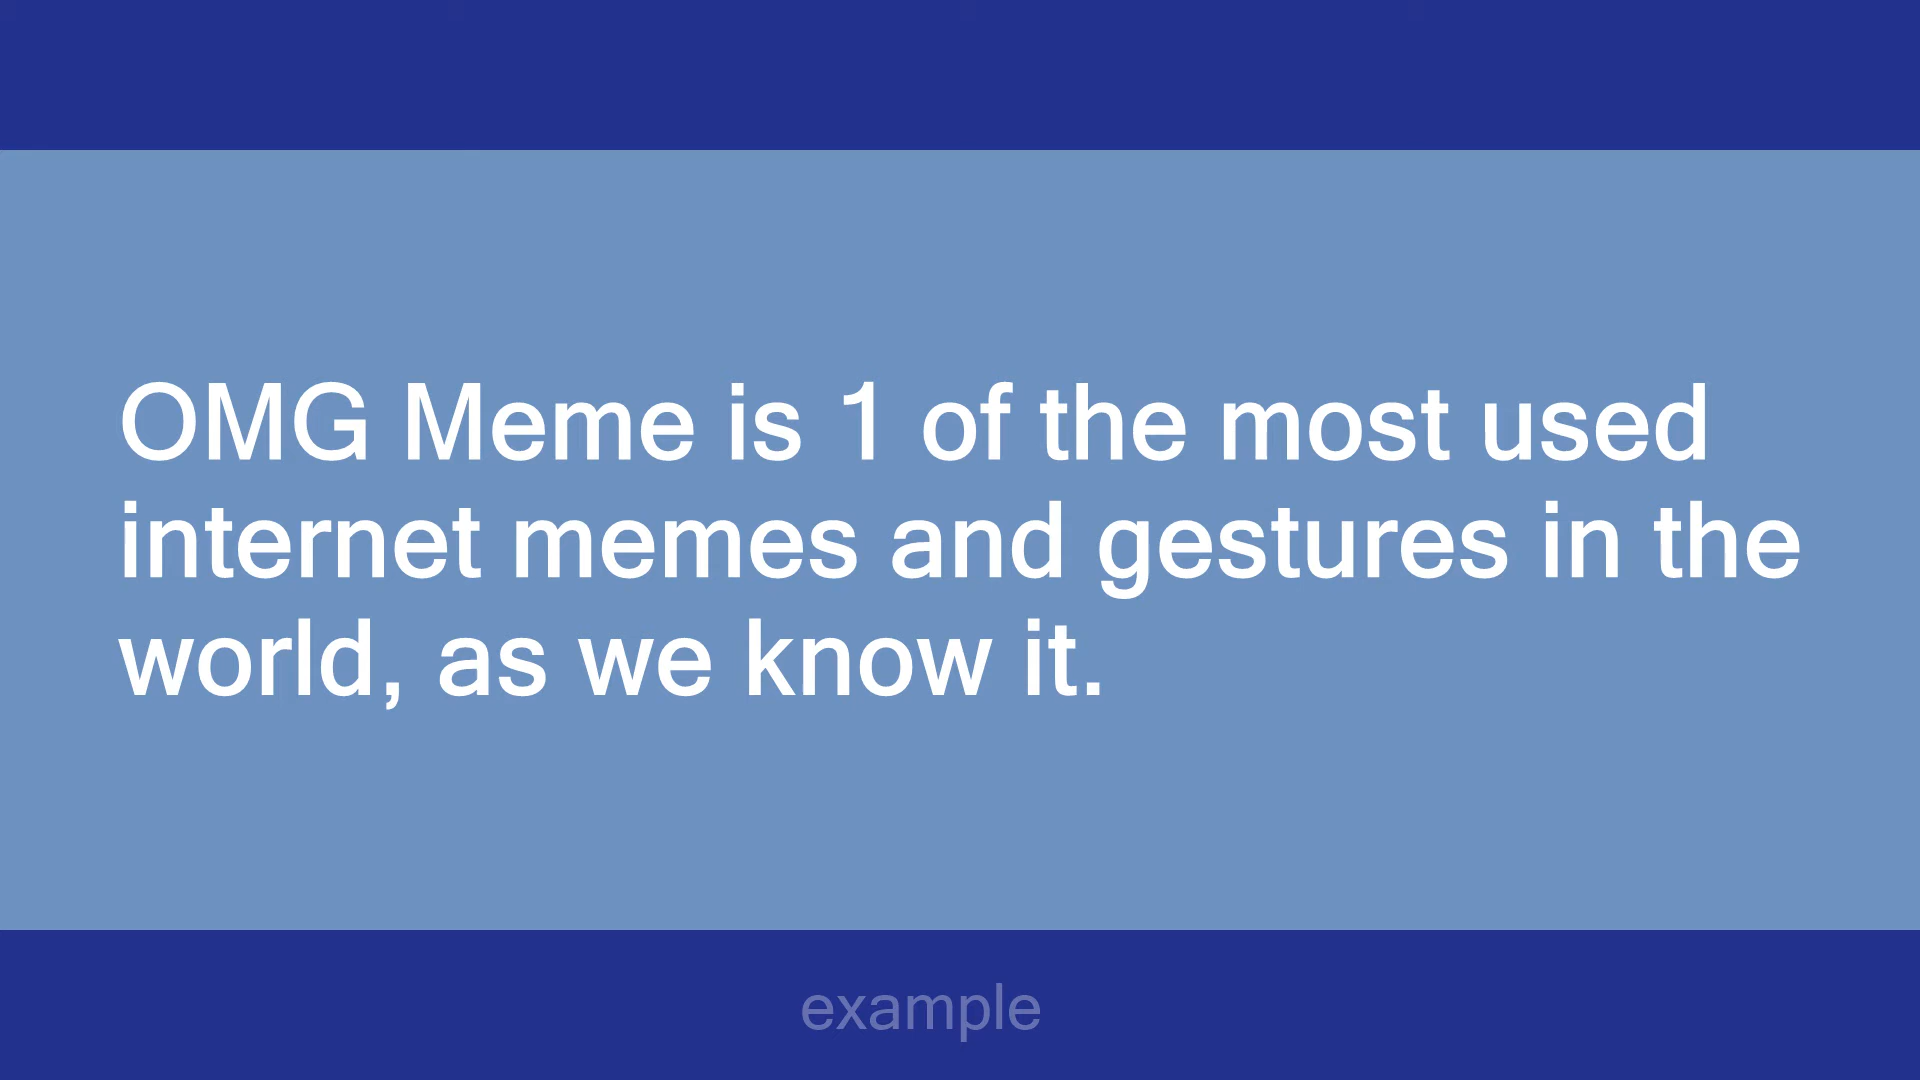 OMG Meme is 1 of the most used
internet memes and gestures in the
world, as we know it.
example